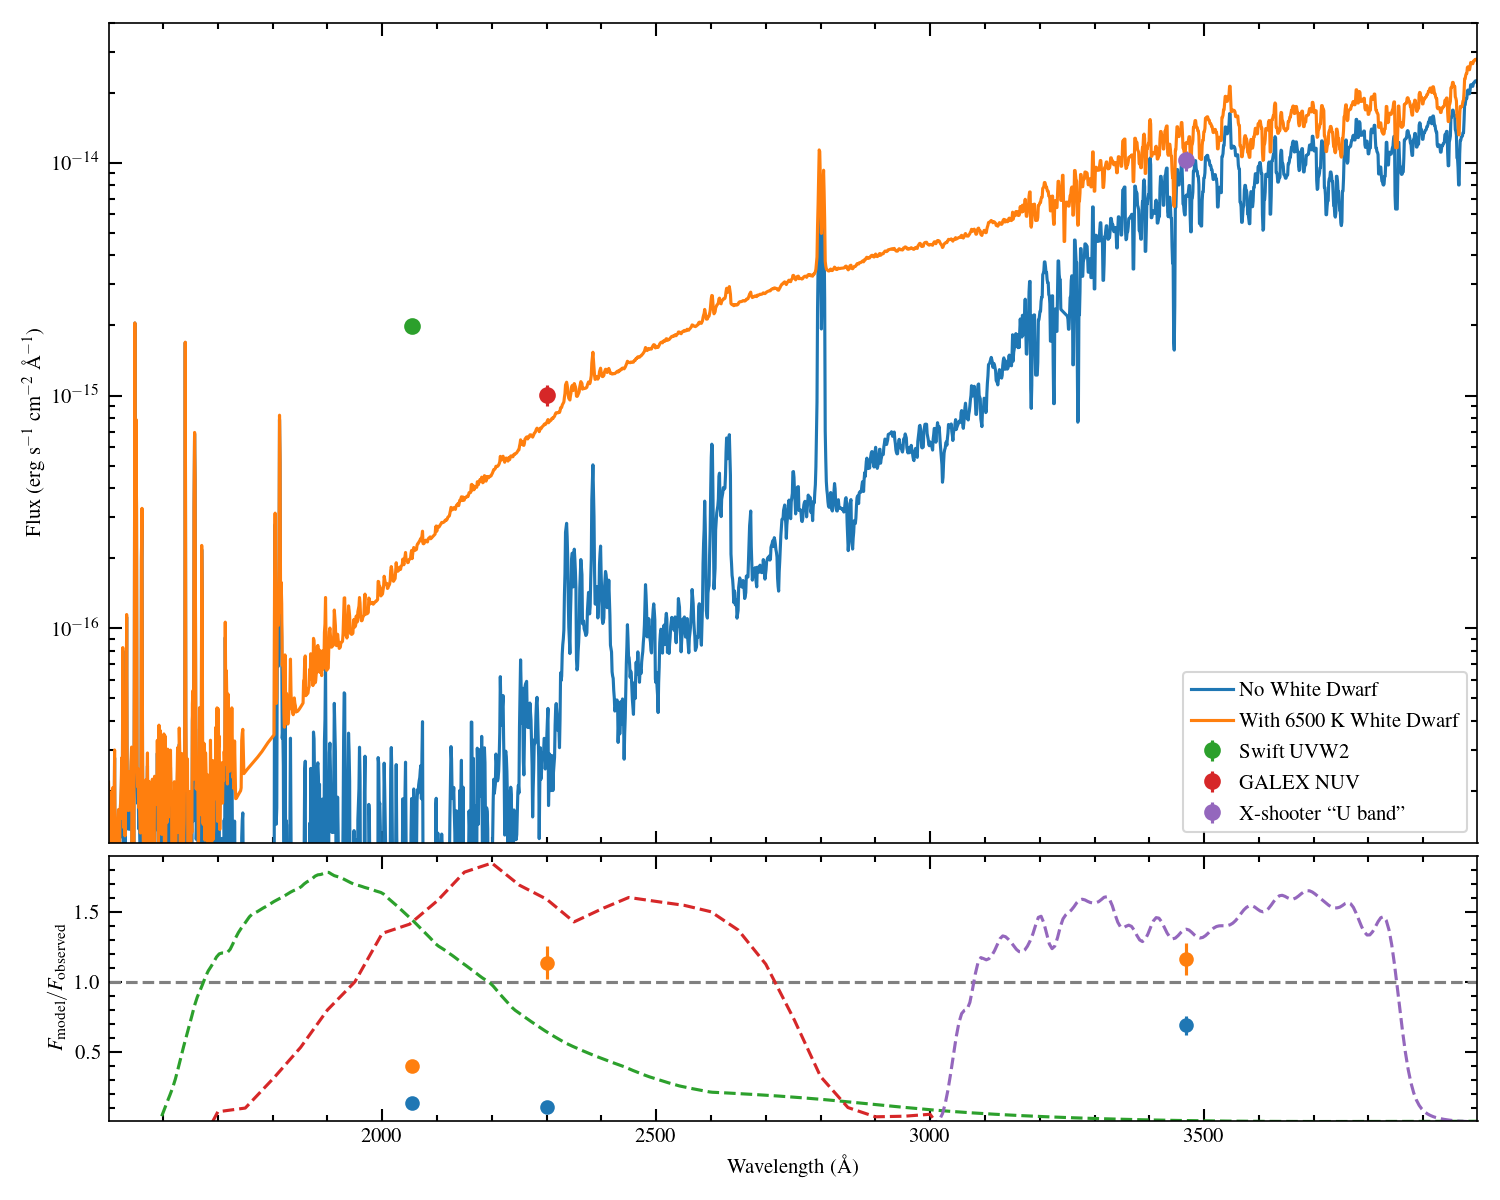 Flux (erg s⁻¹ cm⁻² Å⁻¹)
10⁻¹⁴
10⁻¹⁵
10⁻¹⁶
No White Dwarf
With 6500 K White Dwarf
Swift UVW2
GALEX NUV
X-shooter “U band”
F_model/F_observed
1.5
1.0
0.5
2000 2500 3000 3500
Wavelength (Å)